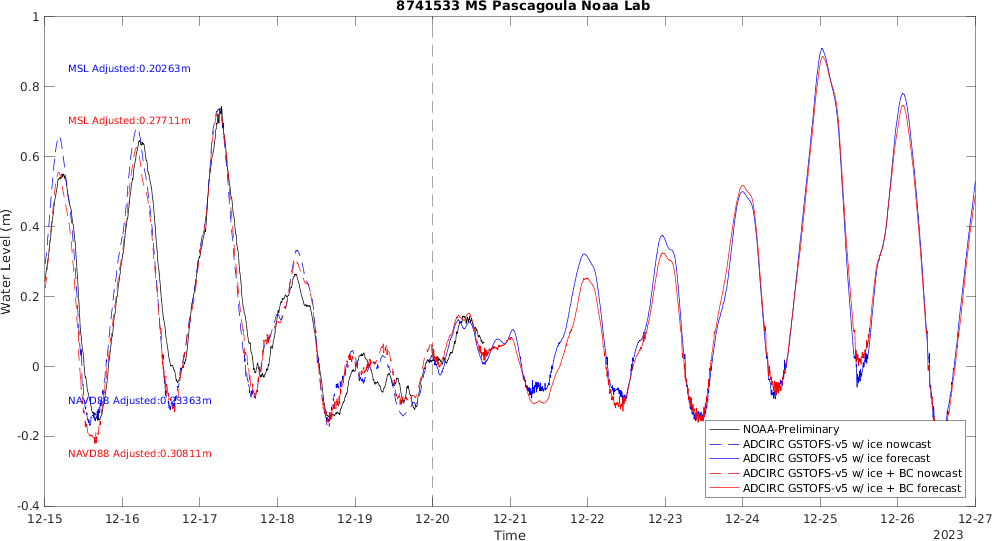 8741533 MS Pascagoula Noaa Lab
Water Level (m)
1
0.8
0.6
0.4
0.2
0
-0.2
-0.4
MSL Adjusted:0.20263m
MSL Adjusted:0.27711m
NAVD88 Adjusted:0.23363m
NAVD88 Adjusted:0.30811m
NOAA-Preliminary
ADCIRC GSTOFS-v5 w/ ice nowcast
ADCIRC GSTOFS-v5 w/ ice forecast
ADCIRC GSTOFS-v5 w/ ice + BC nowcast
ADCIRC GSTOFS-v5 w/ ice + BC forecast
12-15 12-16 12-17 12-18 12-19 12-20 12-21 12-22 12-23 12-24 12-25 12-26 12-27
Time
2023